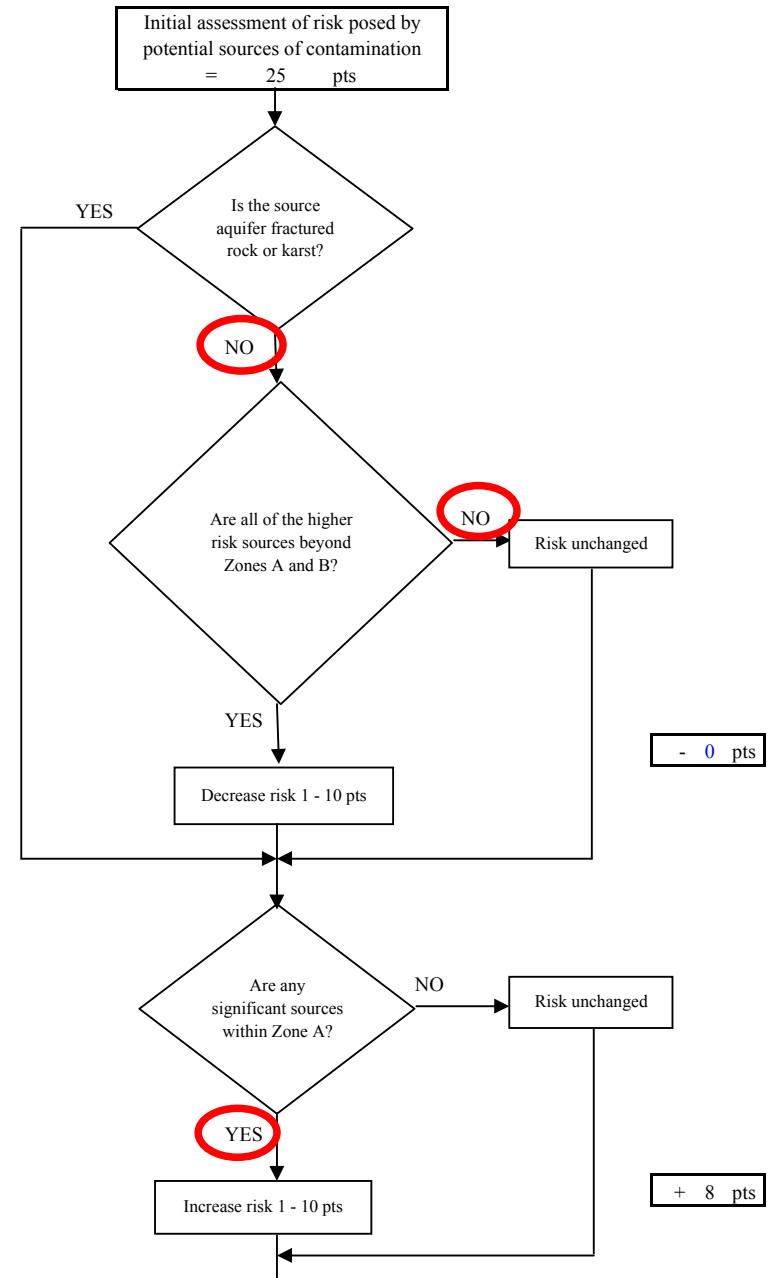 Initial assessment of risk posed by
potential sources of contamination
= 25 pts
Is the source
aquifer fractured
rock or karst?
YES
NO
Are all of the higher
risk sources beyond
Zones A and B?
NO
Risk unchanged
YES
- 0 pts
Decrease risk 1 - 10 pts
Are any
significant sources
within Zone A?
NO
Risk unchanged
YES
+ 8 pts
Increase risk 1 - 10 pts